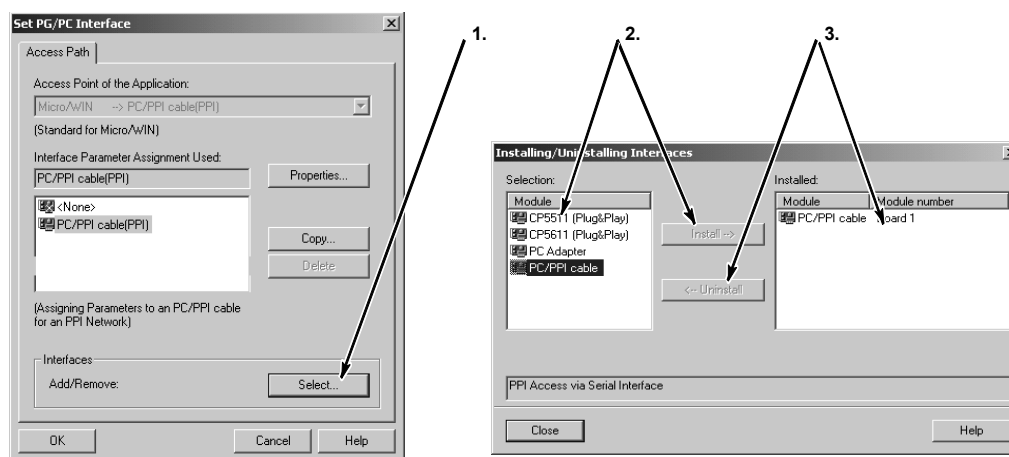 Set PG/PC Interface
Access Path
Access Point of the Application:
Micro/WIN --> PC/PPI cable(PPI)
(Standard for Micro/WIN)
Interface Parameter Assignment Used:
PC/PPI cable(PPI)
Properties...
<None>
PC/PPI cable(PPI)
Copy...
Delete
(Assigning Parameters to an PC/PPI cable
for an PPI Network)
Interfaces
Add/Remove:
Select...
OK
Cancel
Help
1.
2.
3.
Installing/Uninstalling Interfaces
Selection:
Module
CP5511 (Plug&Play)
CP5611 (Plug&Play)
PC Adapter
PC/PPI cable
Install -->
<-- Uninstall
Installed:
Module Module number
PC/PPI cable Board 1
PPI Access via Serial Interface
Close
Help